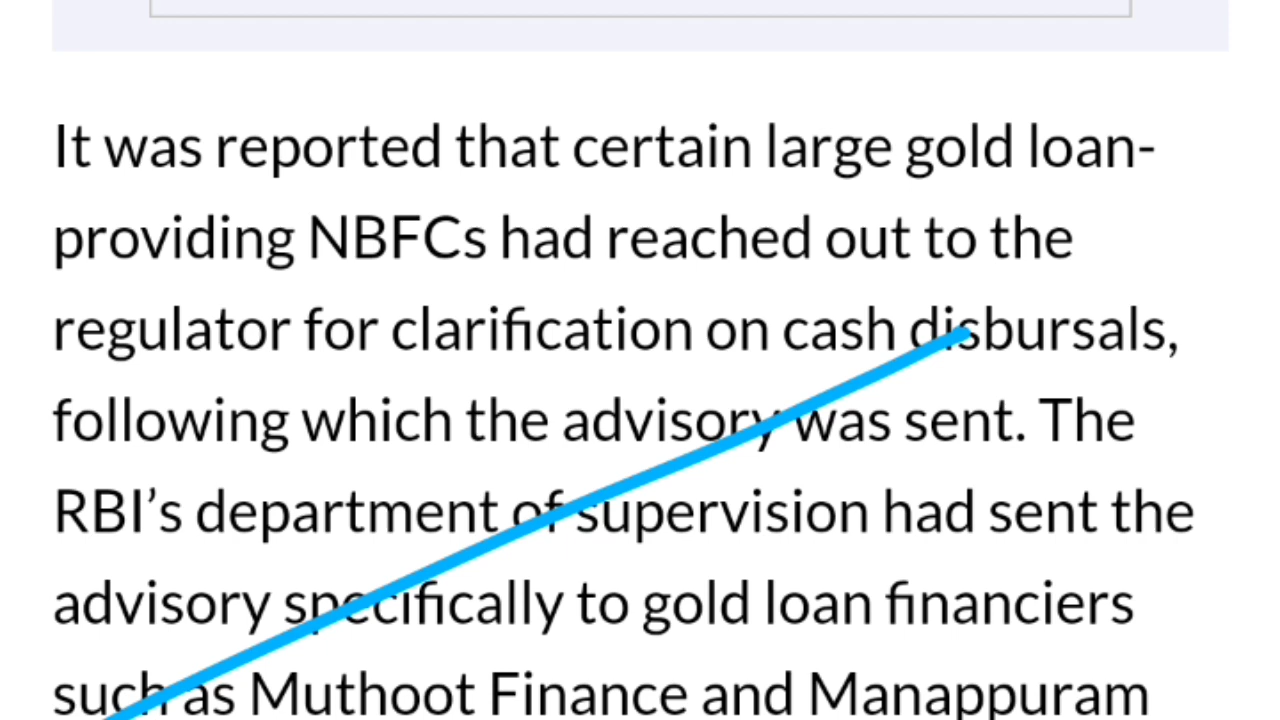 It was reported that certain large gold loan-
providing NBFCs had reached out to the
regulator for clarification on cash disbursals,
following which the advisory was sent. The
RBI’s department of supervision had sent the
advisory specifically to gold loan financiers
such as Muthoot Finance and Manappuram